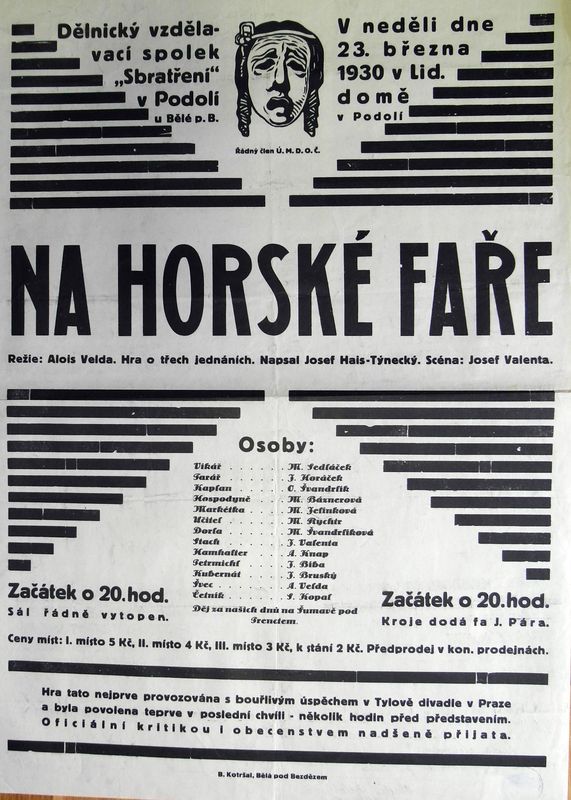 Dělnický vzděla-
vací spolek
„Sbratření"
v Podolí
u Bělé p. B.
Řádný člen Ú. M. D. O. Č.
V neděli dne
23. března
1930 v Lid.
domě
v Podolí
NA HORSKÉ FAŘE
Režie: Alois Velda. Hra o třech jednáních. Napsal Josef Hais-Týnecký. Scéna: Josef Valenta.
Osoby:
Vikář . . . . . . M. Sedláček
Farář . . . . . . J. Horáček
Kaplan . . . . . . O. Švandrlík
Hospodyně . . . . . M. Báznerová
Markétka . . . . . M. Jelínková
Učitel . . . . . . M. Rychtr
Dorla . . . . . . M. Švandrlíková
Stach . . . . . . J. Valenta
Hamhalter . . . . . A. Knap
Petrmichl . . . . . J. Bíba
Kubernát . . . . . J. Bruský
Švec . . . . . . A. Velda
Četník . . . . . . S. Kopal
Děj za našich dnů na Šumavě pod
Prenetem.
Začátek o 20. hod.
Sál řádně vytopen.
Začátek o 20. hod.
Kroje dodá fa J. Pára.
Ceny míst: I. místo 5 Kč, II. místo 4 Kč, III. místo 3 Kč, k stání 2 Kč. Předprodej v kon. prodejnách.
Hra tato nejprve provozována s bouřlivým úspěchem v Tylově divadle v Praze
a byla povolena teprve v poslední chvíli - několik hodin před představením.
Oficiální kritikou i obecenstvem nadšeně přijata.
B. Kotršal, Bělá pod Bezdězem